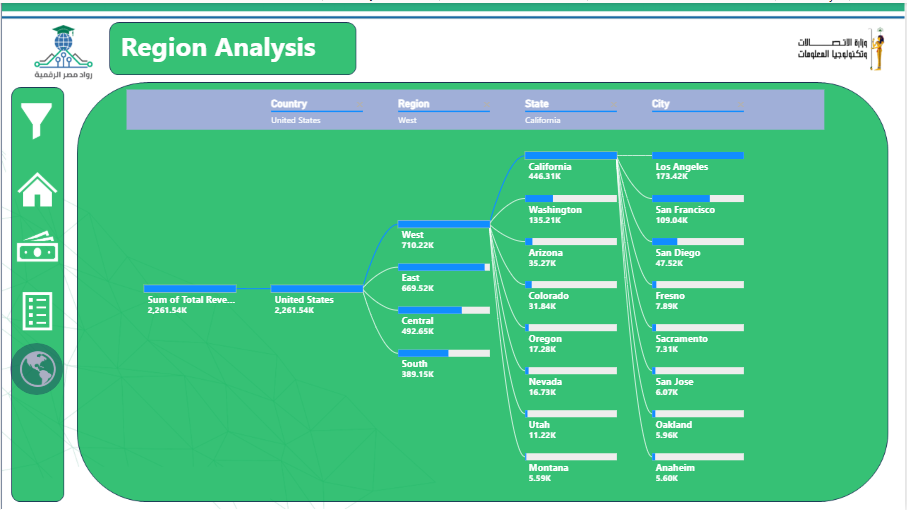 Region Analysis
رواد مصر الرقمية
وزارة الاتصــــالات
وتكنولوجيا المعلومات
Country
United States
Region
West
State
California
City
Sum of Total Reve...
2,261.54K
United States
2,261.54K
West
710.22K
East
669.52K
Central
492.65K
South
389.15K
California
446.31K
Washington
135.21K
Arizona
35.27K
Colorado
31.84K
Oregon
17.28K
Nevada
16.73K
Utah
11.22K
Montana
5.59K
Los Angeles
173.42K
San Francisco
109.04K
San Diego
47.52K
Fresno
7.89K
Sacramento
7.31K
San Jose
6.07K
Oakland
5.96K
Anaheim
5.60K